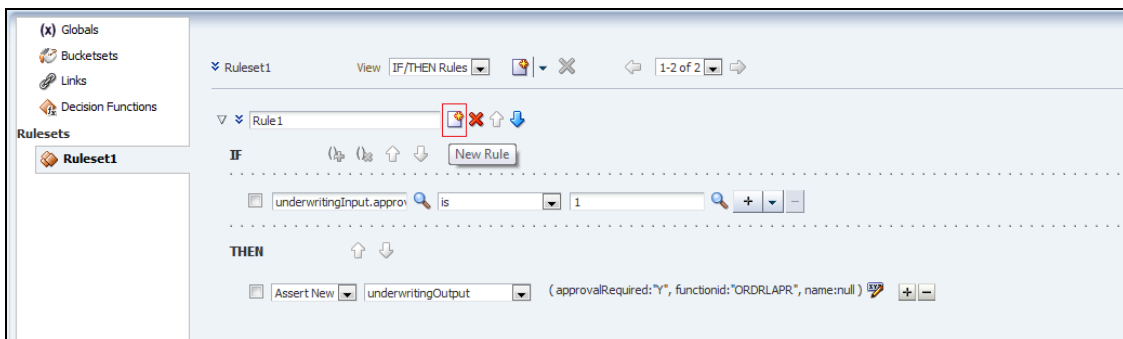 (x) Globals
Bucketsets
Links
Decision Functions
Rulesets
Ruleset1
Ruleset1 View IF/THEN Rules 1-2 of 2
Rule1
New Rule
IF
underwritingInput.approv is 1
THEN
Assert New underwritingOutput ( approvalRequired:"Y", functionid:"ORDRLAPR", name:null )